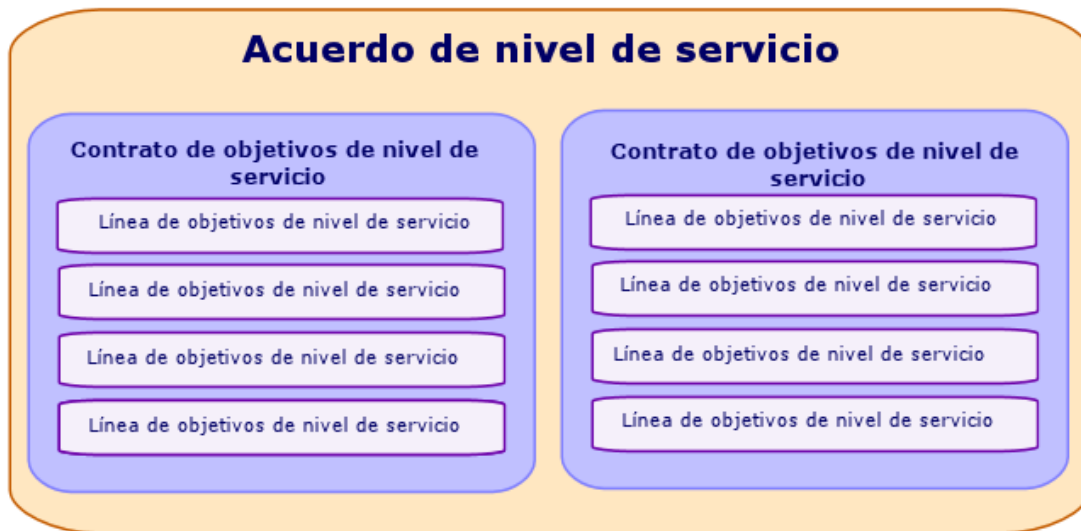 Acuerdo de nivel de servicio
Contrato de objetivos de nivel de
servicio
Línea de objetivos de nivel de servicio
Línea de objetivos de nivel de servicio
Línea de objetivos de nivel de servicio
Línea de objetivos de nivel de servicio
Contrato de objetivos de nivel de
servicio
Línea de objetivos de nivel de servicio
Línea de objetivos de nivel de servicio
Línea de objetivos de nivel de servicio
Línea de objetivos de nivel de servicio